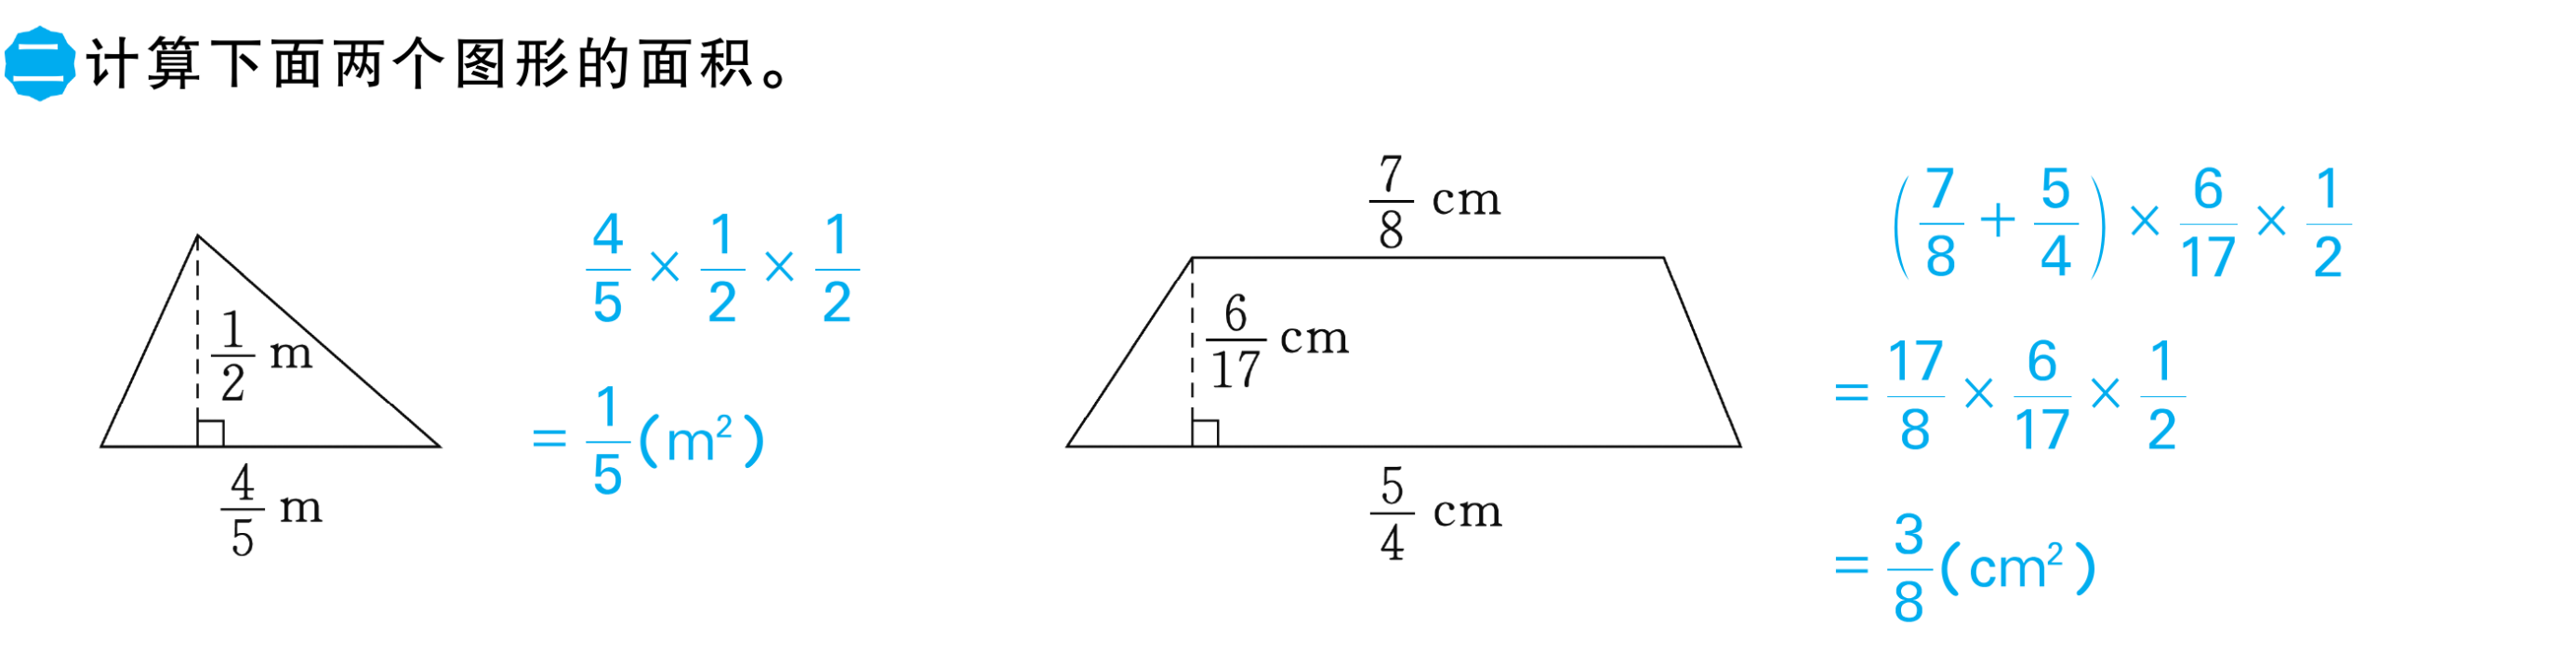 二 计算下面两个图形的面积。
1/2 m
4/5 m
4/5 × 1/2 × 1/2
= 1/5 (m²)
7/8 cm
6/17 cm
5/4 cm
(7/8 + 5/4) × 6/17 × 1/2
= 17/8 × 6/17 × 1/2
= 3/8 (cm²)